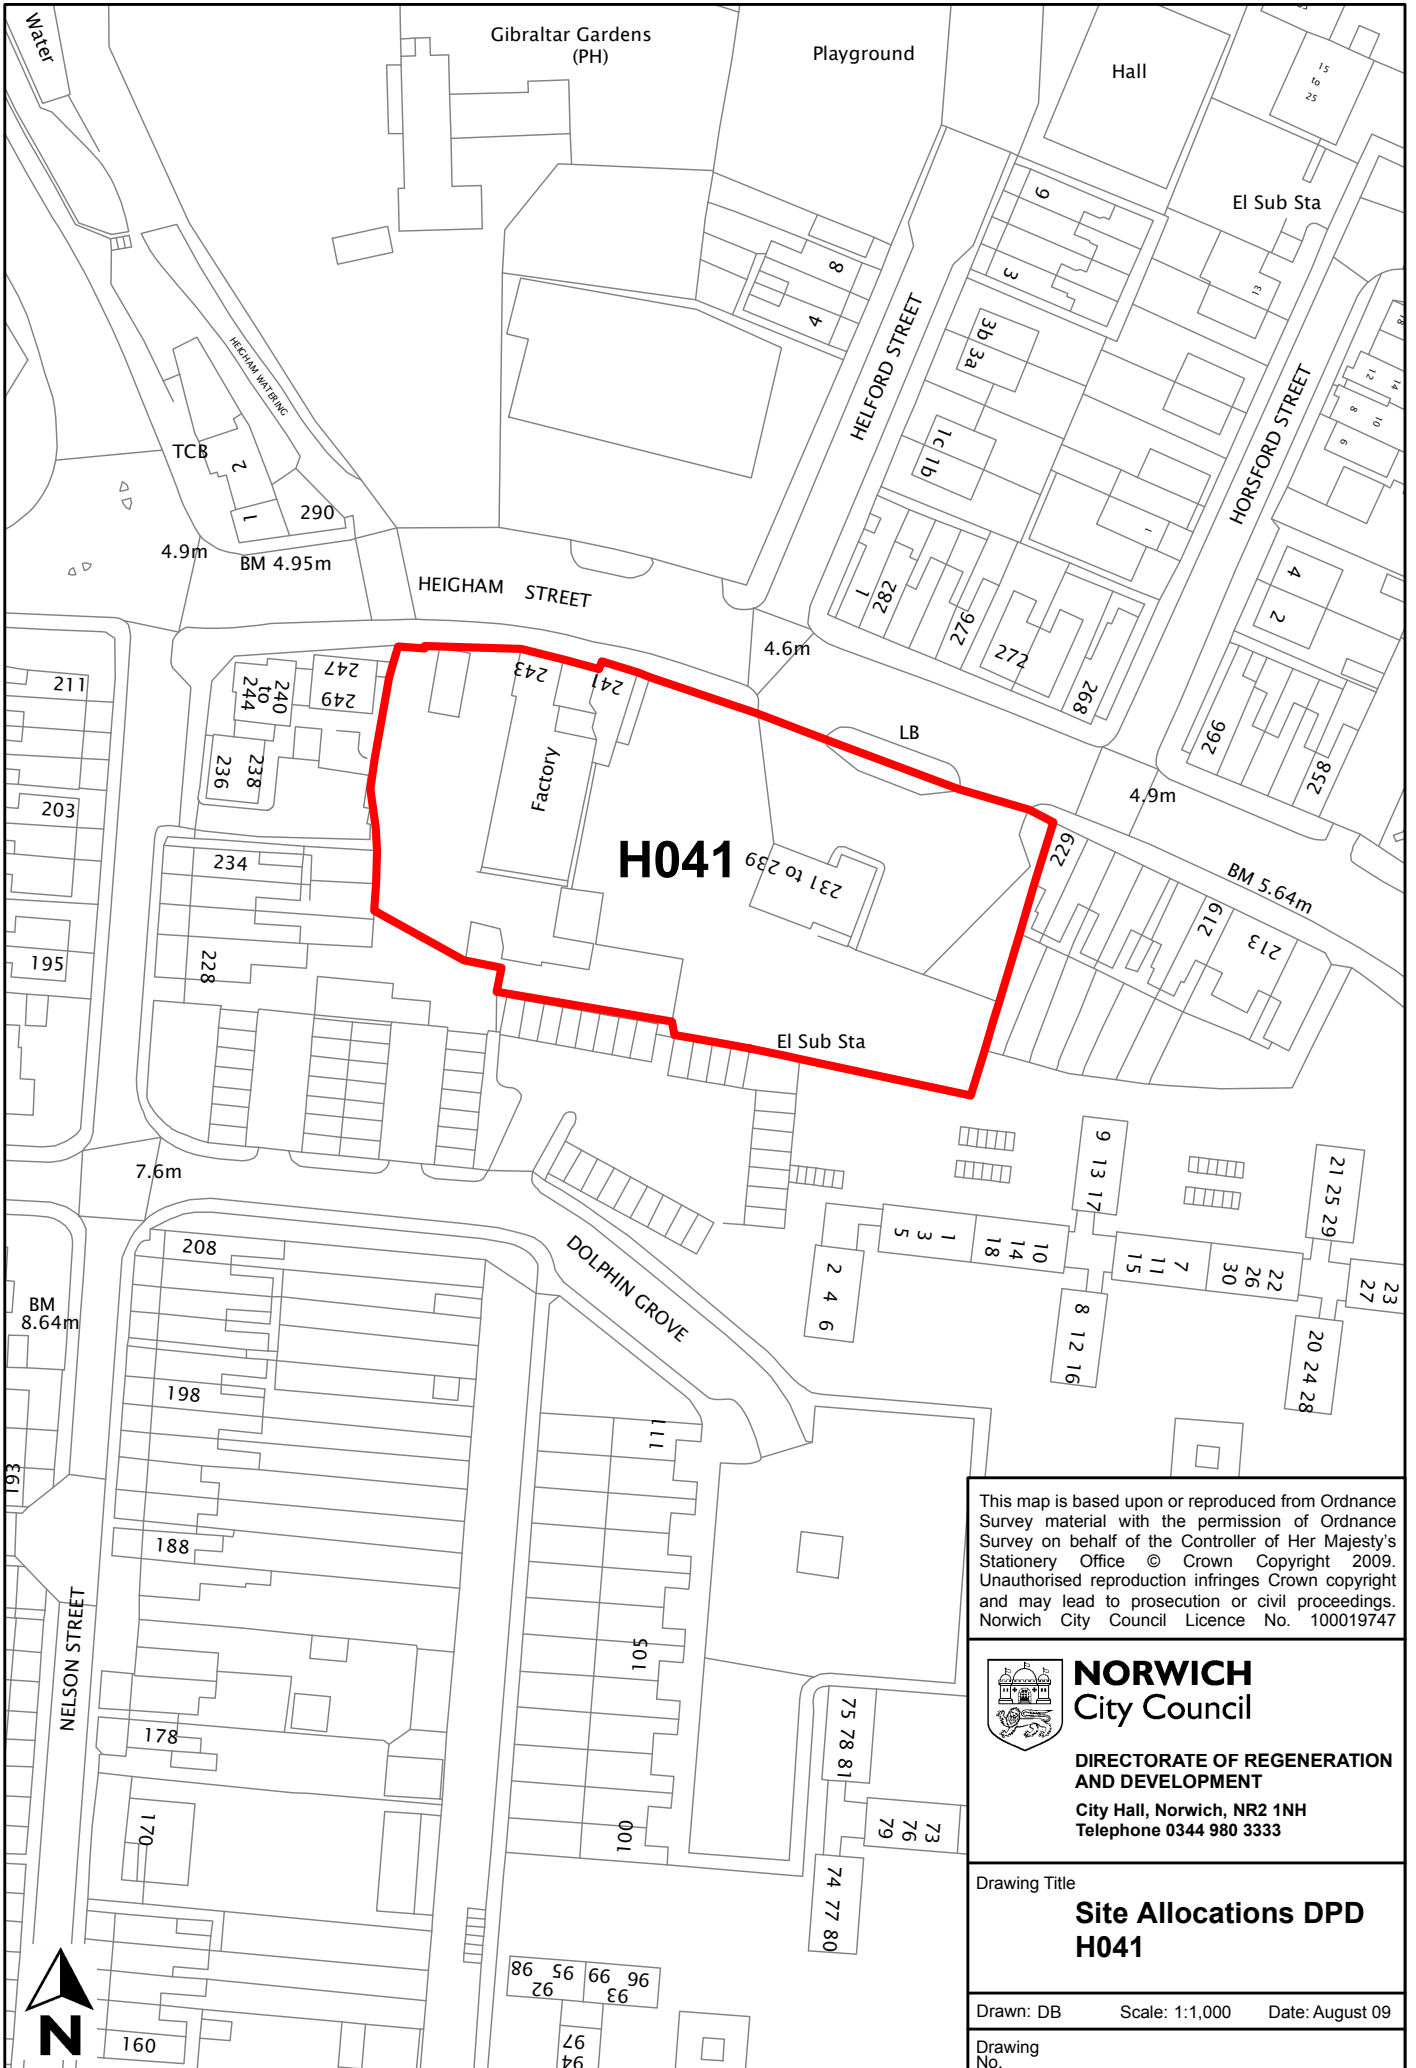 Water
Gibraltar Gardens
(PH)
Playground
Hall
15
to
25
El Sub Sta
9
3
13
8
4
3b 3a
HELFORD STREET
HORSFORD STREET
18
14
12
10
8
6
HEIGHAM WATERING
TCB
2
1
290
1c 1b
1
4.9m
BM 4.95m
HEIGHAM STREET
1
282
276
272
268
4
2
4.6m
266
258
211
247
249
240
to
244
243
241
LB
236
238
Factory
4.9m
203
H041
231 to 239
229
BM 5.64m
234
219
213
195
228
El Sub Sta
7.6m
9 13 17
21 25 29
208
DOLPHIN GROVE
1
3
5
10
14
18
7
11
15
22
26
30
23
27
2 4 6
8 12 16
20 24 28
BM
8.64m
198
111
193
188
105
NELSON STREET
178
75 78 81
170
100
73
76
79
74 77 80
98 95
92
99 96
93
97
94
160
N
This map is based upon or reproduced from Ordnance
Survey material with the permission of Ordnance
Survey on behalf of the Controller of Her Majesty's
Stationery Office © Crown Copyright 2009.
Unauthorised reproduction infringes Crown copyright
and may lead to prosecution or civil proceedings.
Norwich City Council Licence No. 100019747
NORWICH
City Council
DIRECTORATE OF REGENERATION
AND DEVELOPMENT
City Hall, Norwich, NR2 1NH
Telephone 0344 980 3333
Drawing Title
Site Allocations DPD
H041
Drawn: DB Scale: 1:1,000 Date: August 09
Drawing
No.